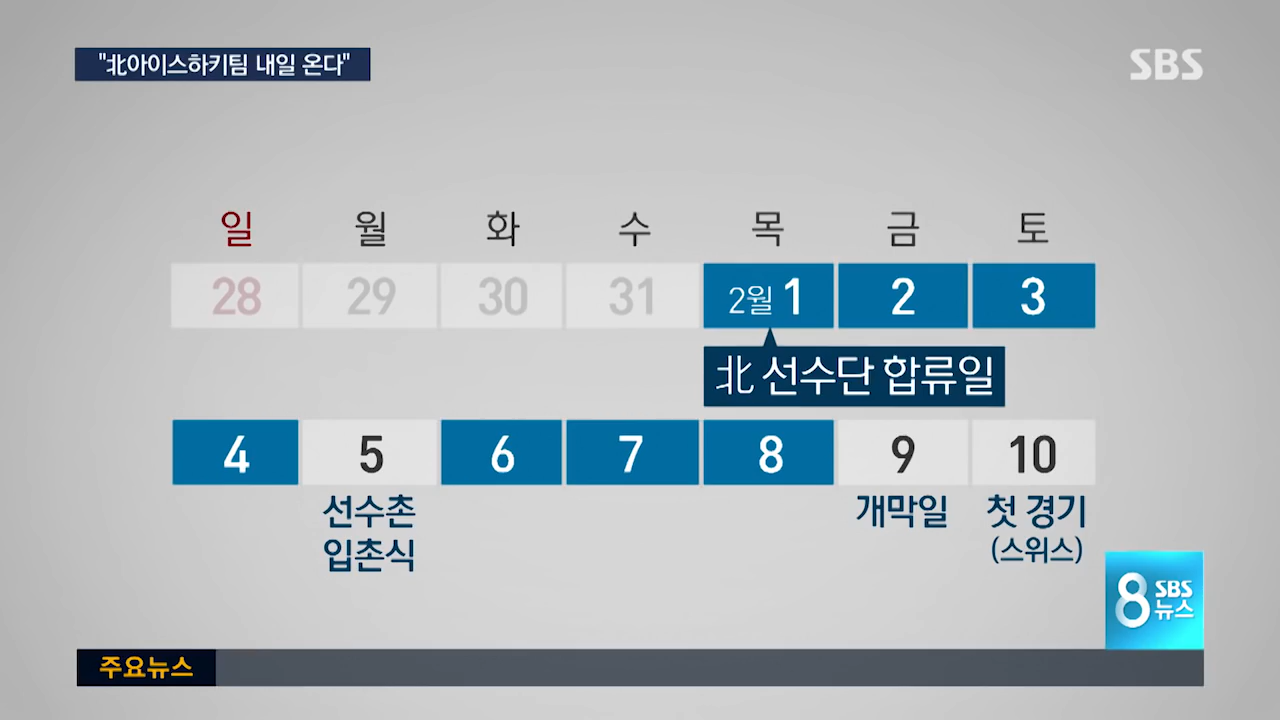 "北아이스하키팀 내일 온다"
SBS
일 월 화 수 목 금 토
28 29 30 31 2월 1 2 3
北 선수단 합류일
4 5 6 7 8 9 10
선수촌
입촌식
개막일
첫 경기
(스위스)
8 SBS
뉴스
주요뉴스